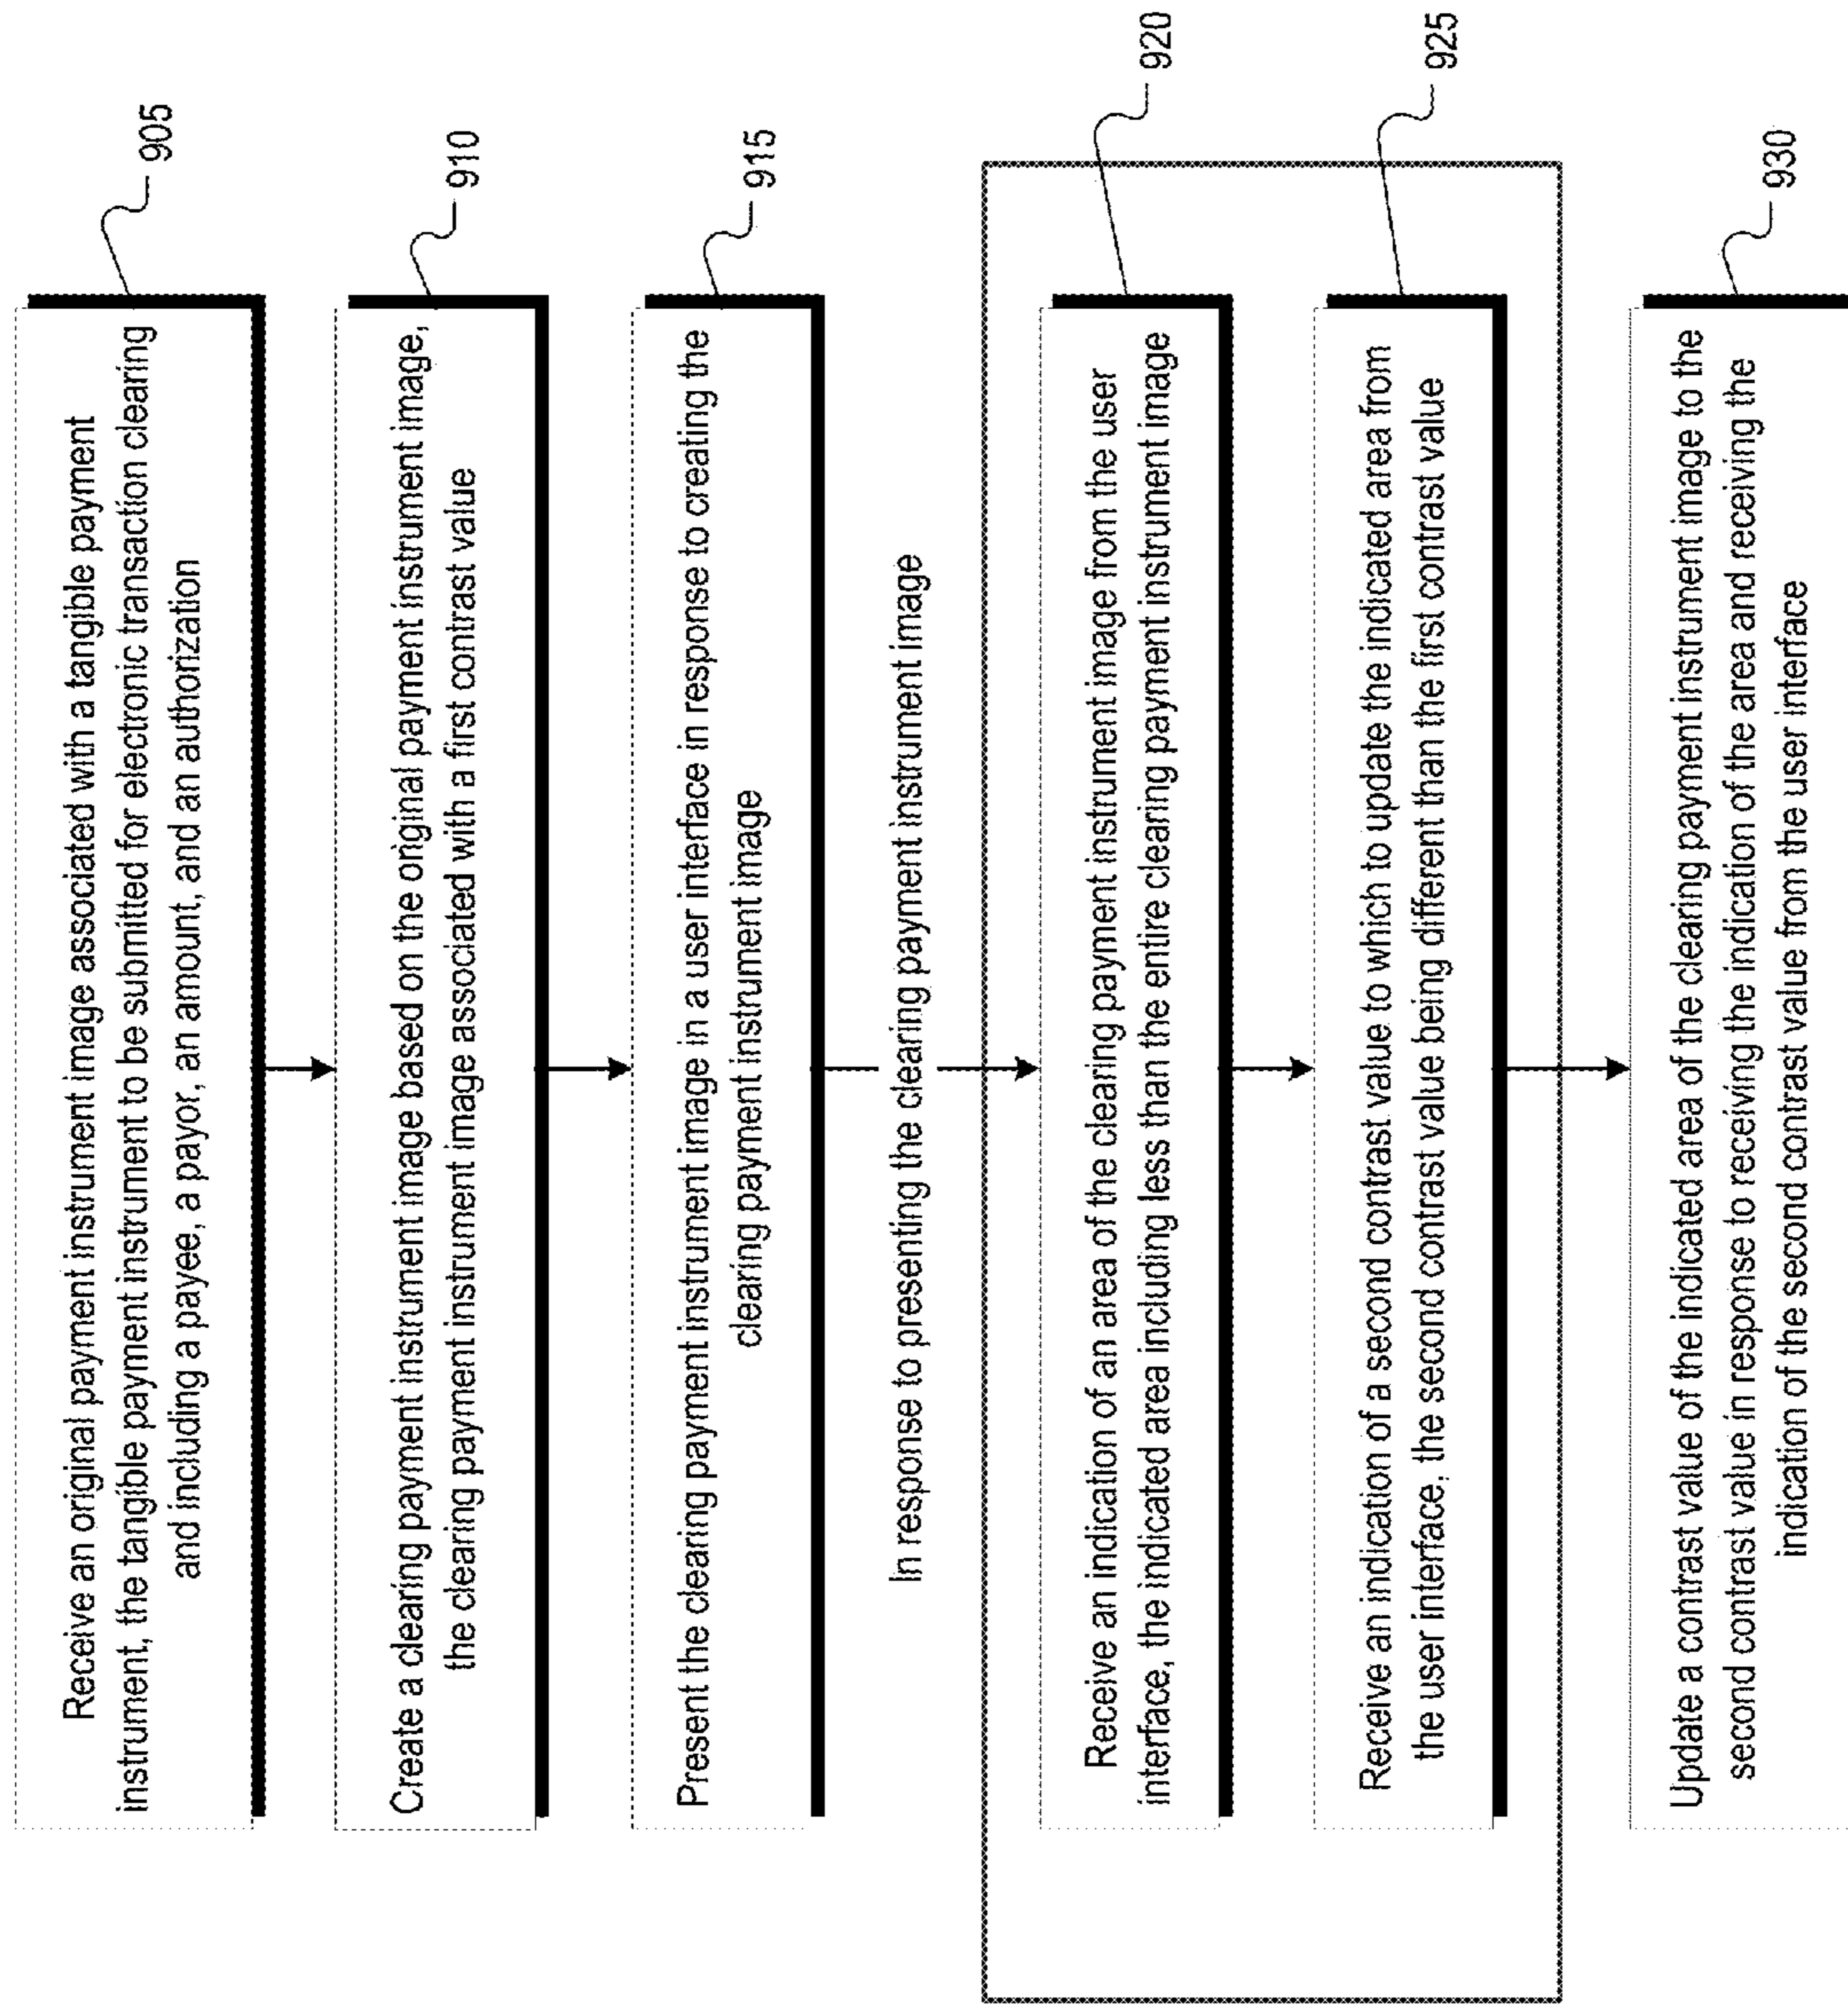 Receive an original payment instrument image associated with a tangible payment
instrument, the tangible payment instrument to be submitted for electronic transaction clearing
and including a payee, a payor, an amount, and an authorization
905
Create a clearing payment instrument image based on the original payment instrument image,
the clearing payment instrument image associated with a first contrast value
910
Present the clearing payment instrument image in a user interface in response to creating the
clearing payment instrument image
915
In response to presenting the clearing payment instrument image
Receive an indication of an area of the clearing payment instrument image from the user
interface, the indicated area including less than the entire clearing payment instrument image
920
Receive an indication of a second contrast value to which to update the indicated area from
the user interface, the second contrast value being different than the first contrast value
925
Update a contrast value of the indicated area of the clearing payment instrument image to the
second contrast value in response to receiving the indication of the area and receiving the
indication of the second contrast value from the user interface
930